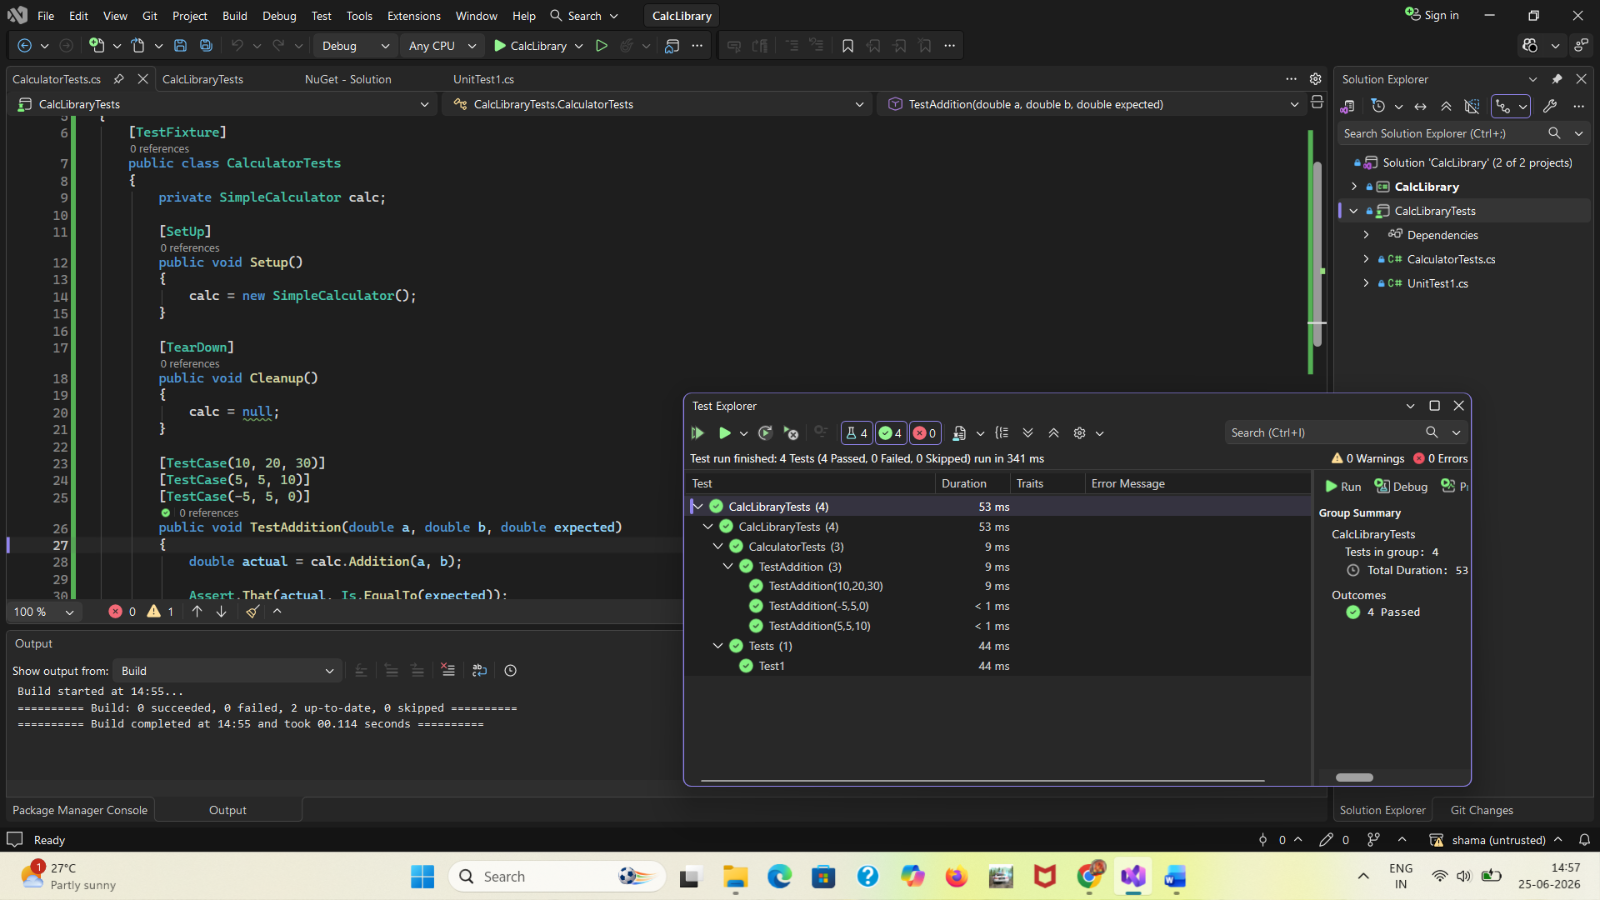 File Edit View Git Project Build Debug Test Tools Extensions Window Help Search CalcLibrary Sign in
Debug Any CPU CalcLibrary
CalculatorTests.cs CalcLibraryTests NuGet - Solution UnitTest1.cs
CalcLibraryTests CalcLibraryTests.CalculatorTests TestAddition(double a, double b, double expected)
5 {
6 [TestFixture]
0 references
7 public class CalculatorTests
8 {
9 private SimpleCalculator calc;
10
11 [SetUp]
0 references
12 public void Setup()
13 {
14 calc = new SimpleCalculator();
15 }
16
17 [TearDown]
0 references
18 public void Cleanup()
19 {
20 calc = null;
21 }
22
23 [TestCase(10, 20, 30)]
24 [TestCase(5, 5, 10)]
25 [TestCase(-5, 5, 0)]
0 references
26 public void TestAddition(double a, double b, double expected)
27 {
28 double actual = calc.Addition(a, b);
29
30 Assert.That(actual, Is.EqualTo(expected));
100 % 0 1
Output
Show output from: Build
Build started at 14:55...
========== Build: 0 succeeded, 0 failed, 2 up-to-date, 0 skipped ==========
========== Build completed at 14:55 and took 00.114 seconds ==========
Package Manager Console Output
Test Explorer
4 4 0 Search (Ctrl+I)
Test run finished: 4 Tests (4 Passed, 0 Failed, 0 Skipped) run in 341 ms 0 Warnings 0 Errors
Test Duration Traits Error Message
CalcLibraryTests (4) 53 ms
CalcLibraryTests (4) 53 ms
CalculatorTests (3) 9 ms
TestAddition (3) 9 ms
TestAddition(10,20,30) 9 ms
TestAddition(-5,5,0) < 1 ms
TestAddition(5,5,10) < 1 ms
Tests (1) 44 ms
Test1 44 ms
Run Debug
Group Summary
CalcLibraryTests
Tests in group: 4
Total Duration: 53
Outcomes
4 Passed
Solution Explorer
Search Solution Explorer (Ctrl+;)
Solution 'CalcLibrary' (2 of 2 projects)
CalcLibrary
CalcLibraryTests
Dependencies
C# CalculatorTests.cs
C# UnitTest1.cs
Solution Explorer Git Changes
Ready 0 0 shama (untrusted)
1 27°C
Partly sunny
Search
ENG
IN
14:57
25-06-2026